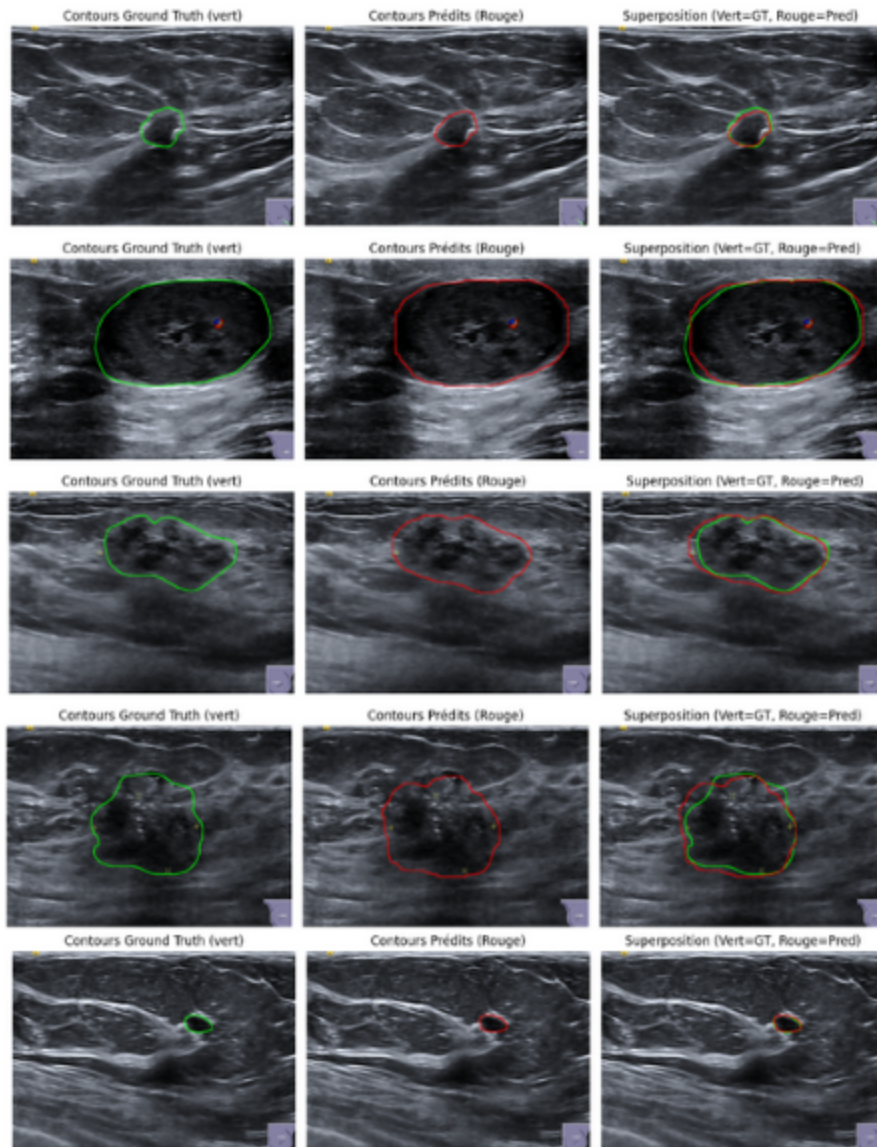 Contours Ground Truth (vert)
Contours Prédits (Rouge)
Superposition (Vert=GT, Rouge=Pred)
Contours Ground Truth (vert)
Contours Prédits (Rouge)
Superposition (Vert=GT, Rouge=Pred)
Contours Ground Truth (vert)
Contours Prédits (Rouge)
Superposition (Vert=GT, Rouge=Pred)
Contours Ground Truth (vert)
Contours Prédits (Rouge)
Superposition (Vert=GT, Rouge=Pred)
Contours Ground Truth (vert)
Contours Prédits (Rouge)
Superposition (Vert=GT, Rouge=Pred)